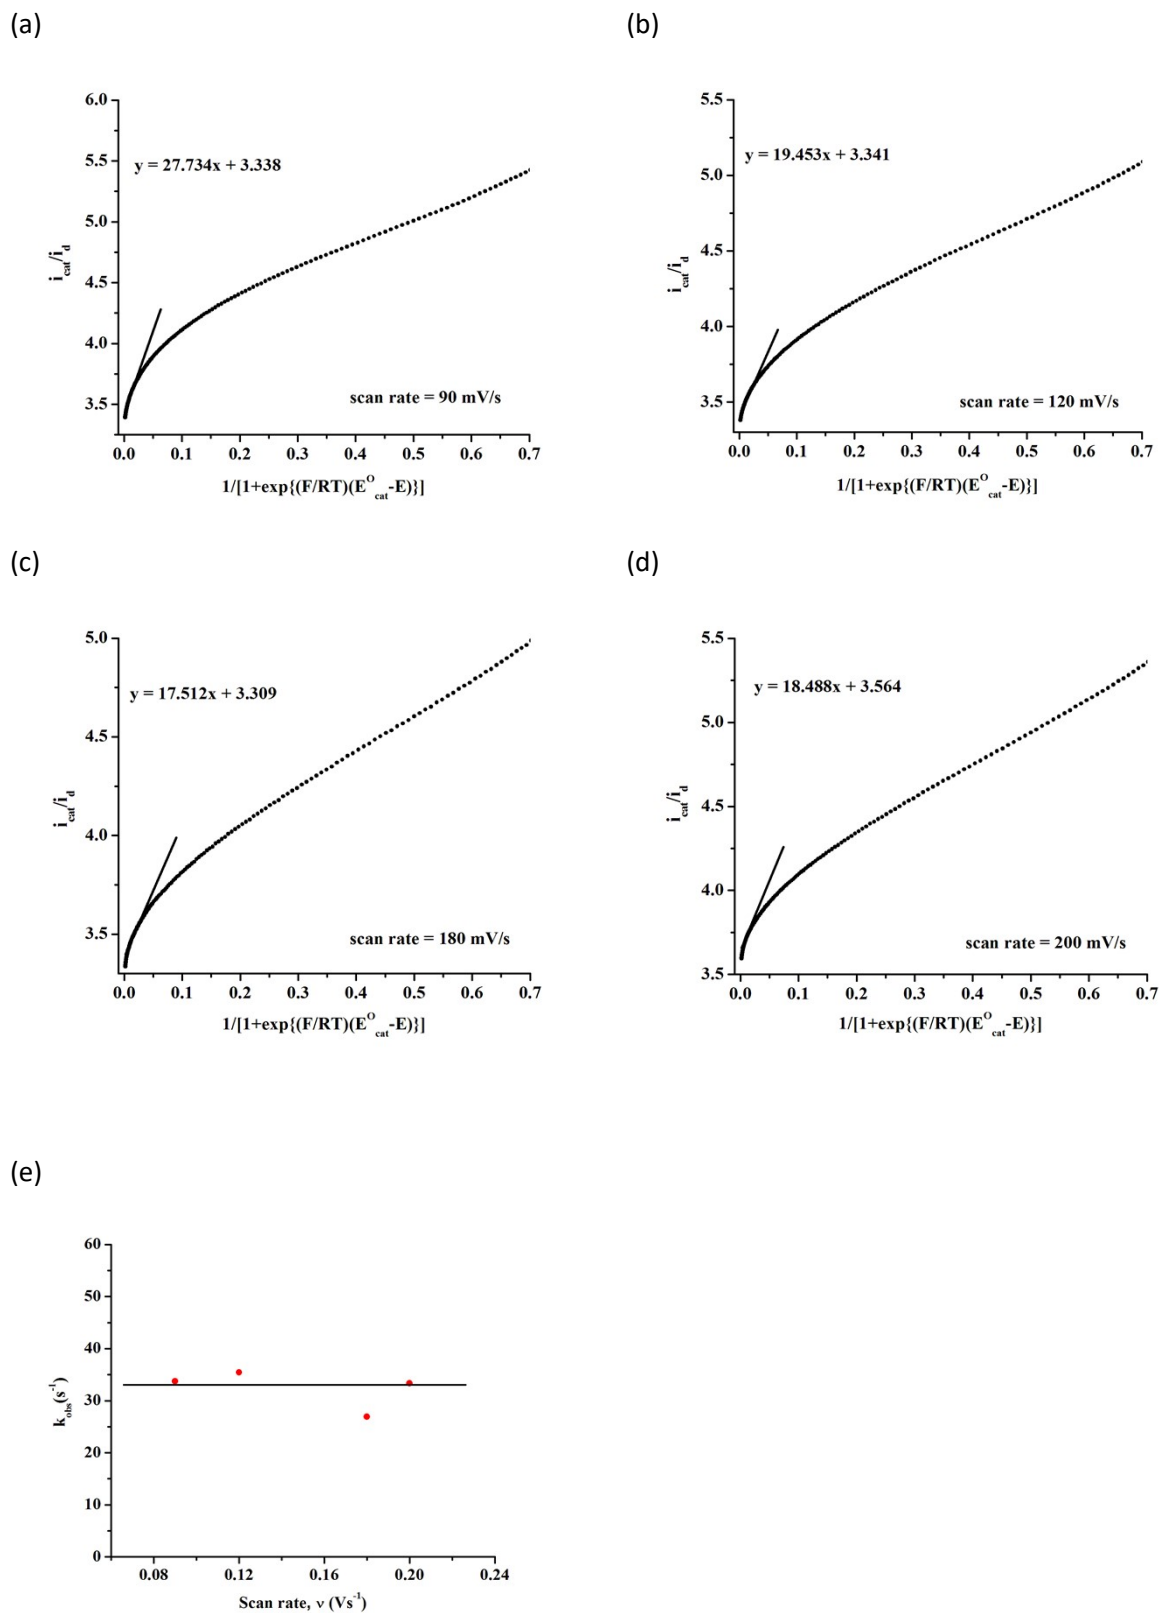 (a)
6.0
5.5
5.0
4.5
4.0
3.5
y = 27.734x + 3.338
i_cat/i_d
scan rate = 90 mV/s
0.0 0.1 0.2 0.3 0.4 0.5 0.6 0.7
1/[1+exp{(F/RT)(E^O_cat-E)}]
(b)
5.5
5.0
4.5
4.0
3.5
y = 19.453x + 3.341
i_cat/i_d
scan rate = 120 mV/s
0.0 0.1 0.2 0.3 0.4 0.5 0.6 0.7
1/[1+exp{(F/RT)(E^O_cat-E)}]
(c)
5.0
4.5
4.0
3.5
y = 17.512x + 3.309
i_cat/i_d
scan rate = 180 mV/s
0.0 0.1 0.2 0.3 0.4 0.5 0.6 0.7
1/[1+exp{(F/RT)(E^O_cat-E)}]
(d)
5.5
5.0
4.5
4.0
3.5
y = 18.488x + 3.564
i_cat/i_d
scan rate = 200 mV/s
0.0 0.1 0.2 0.3 0.4 0.5 0.6 0.7
1/[1+exp{(F/RT)(E^O_cat-E)}]
(e)
60
50
40
30
20
10
0
k_obs(s^-1)
0.08 0.12 0.16 0.20 0.24
Scan rate, ν (Vs^-1)